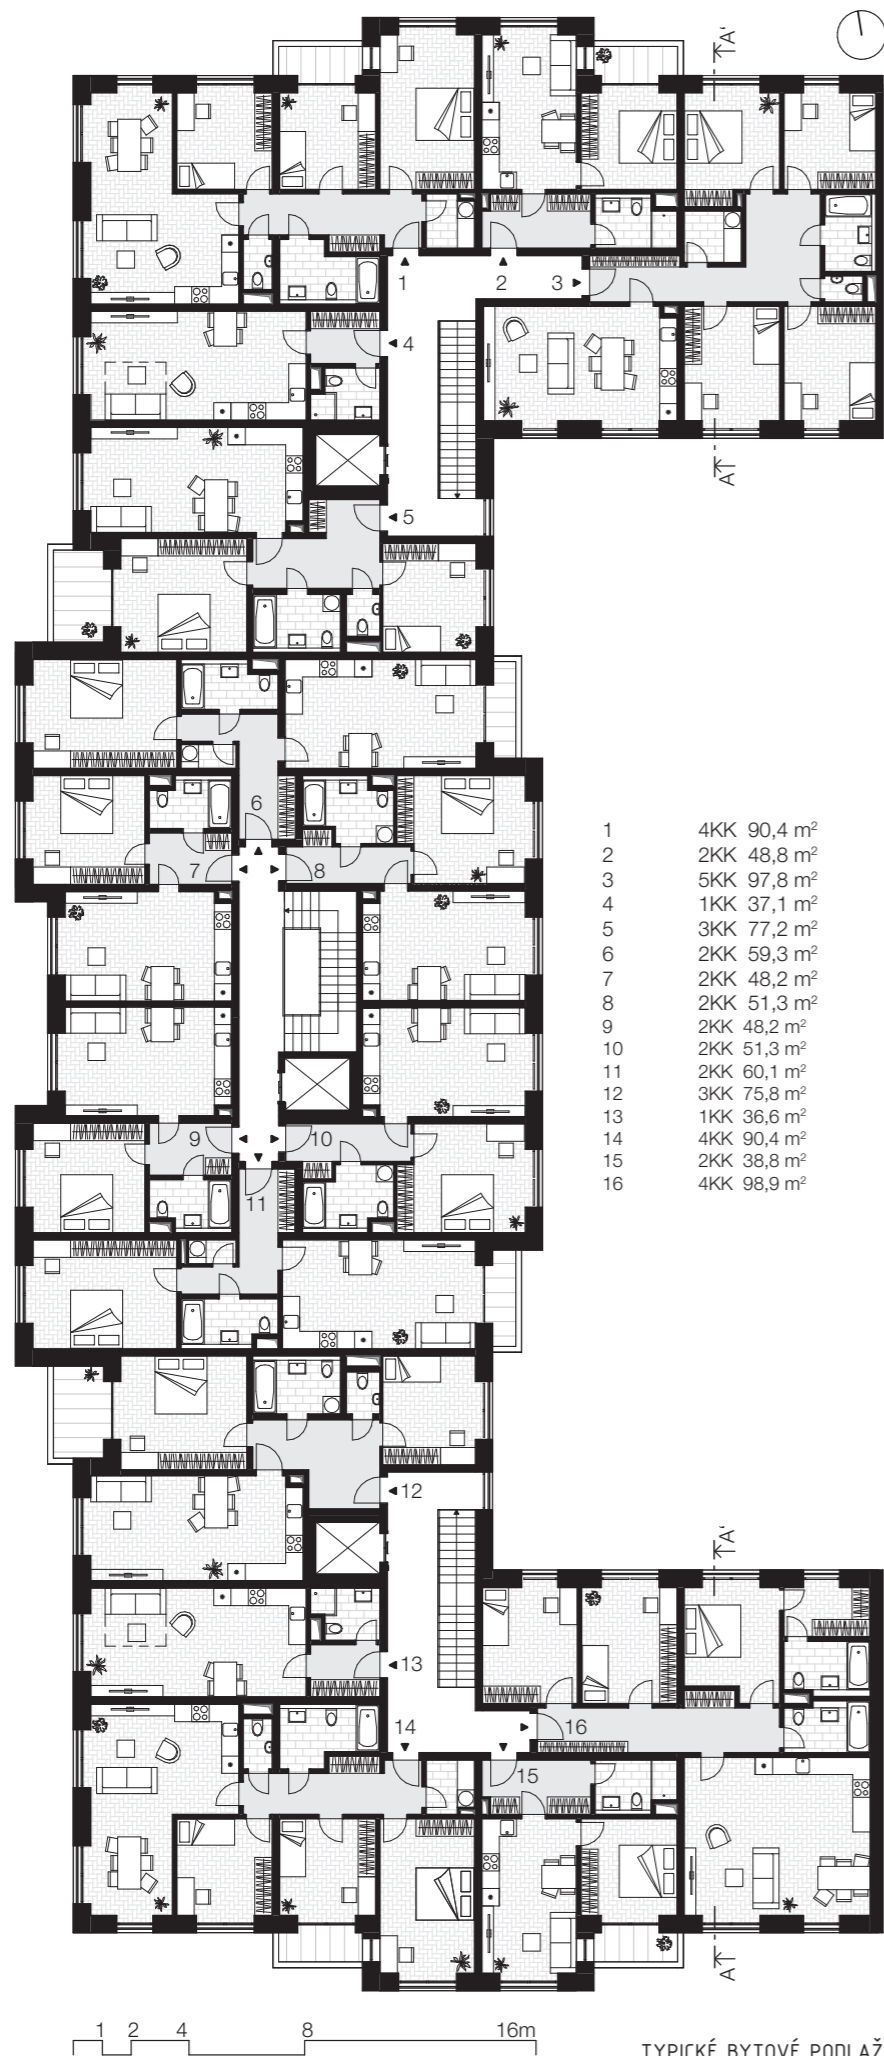 A'
1
2
3
4
A
5
6
7
8
1 4KK 90,4 m²
2 2KK 48,8 m²
3 5KK 97,8 m²
4 1KK 37,1 m²
5 3KK 77,2 m²
6 2KK 59,3 m²
7 2KK 48,2 m²
8 2KK 51,3 m²
9 2KK 48,2 m²
10 2KK 51,3 m²
11 2KK 60,1 m²
12 3KK 75,8 m²
13 1KK 36,6 m²
14 4KK 90,4 m²
15 2KK 38,8 m²
16 4KK 98,9 m²
9
10
11
12
A'
13
14
16
15
A
1 2 4 8 16m
TYPICKÉ BYTOVÉ PODLAŽ